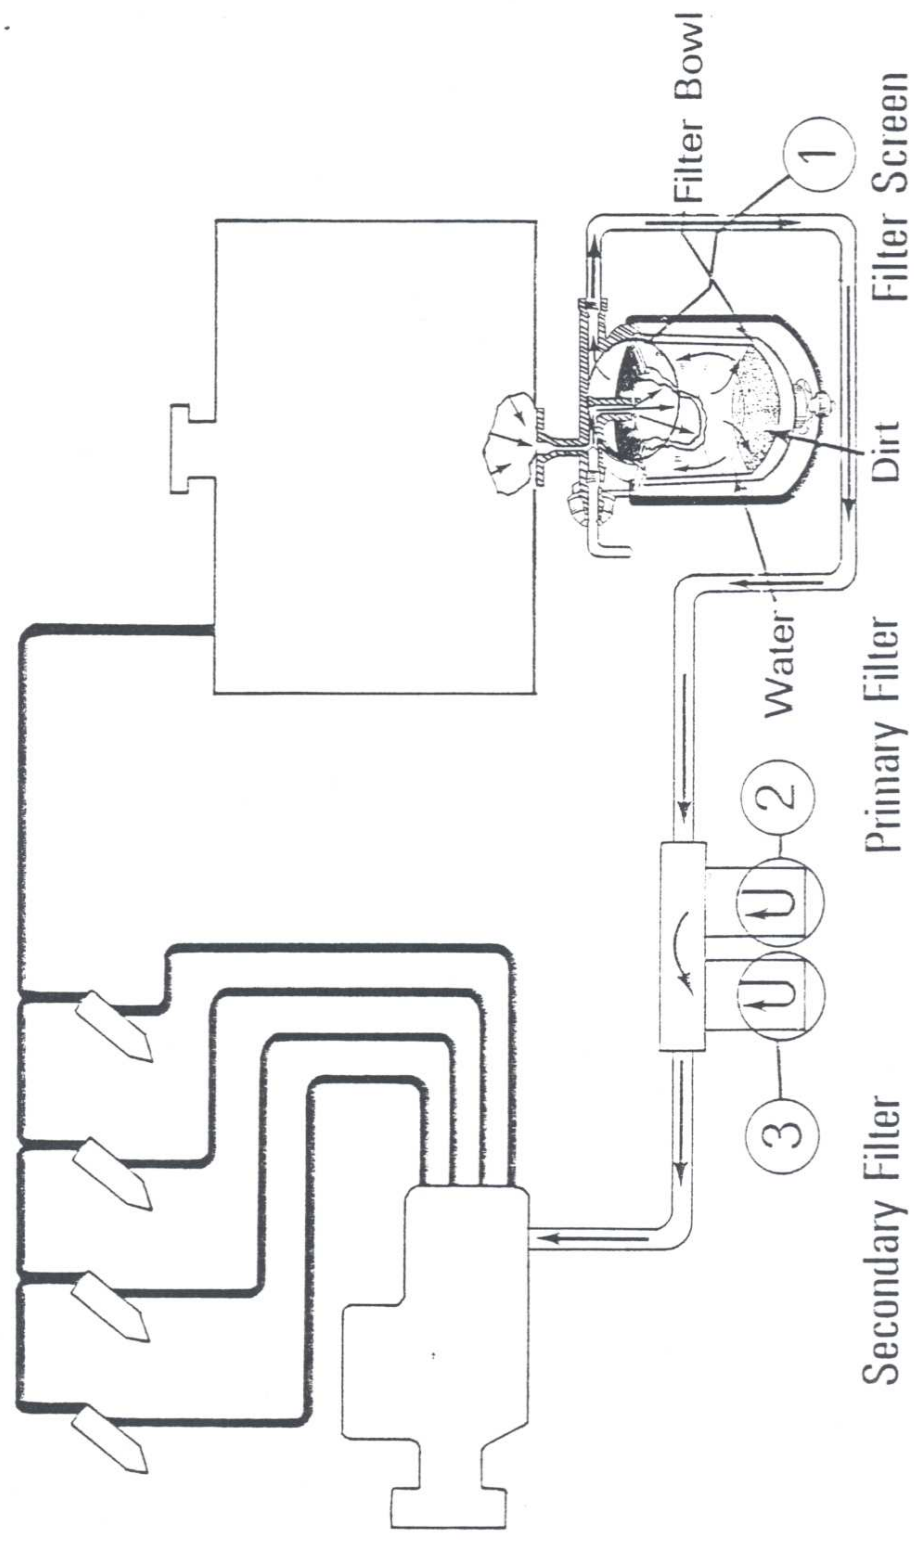 Secondary Filter
Primary Filter
Filter Screen
3
2
1
Water
Dirt
Filter Bowl